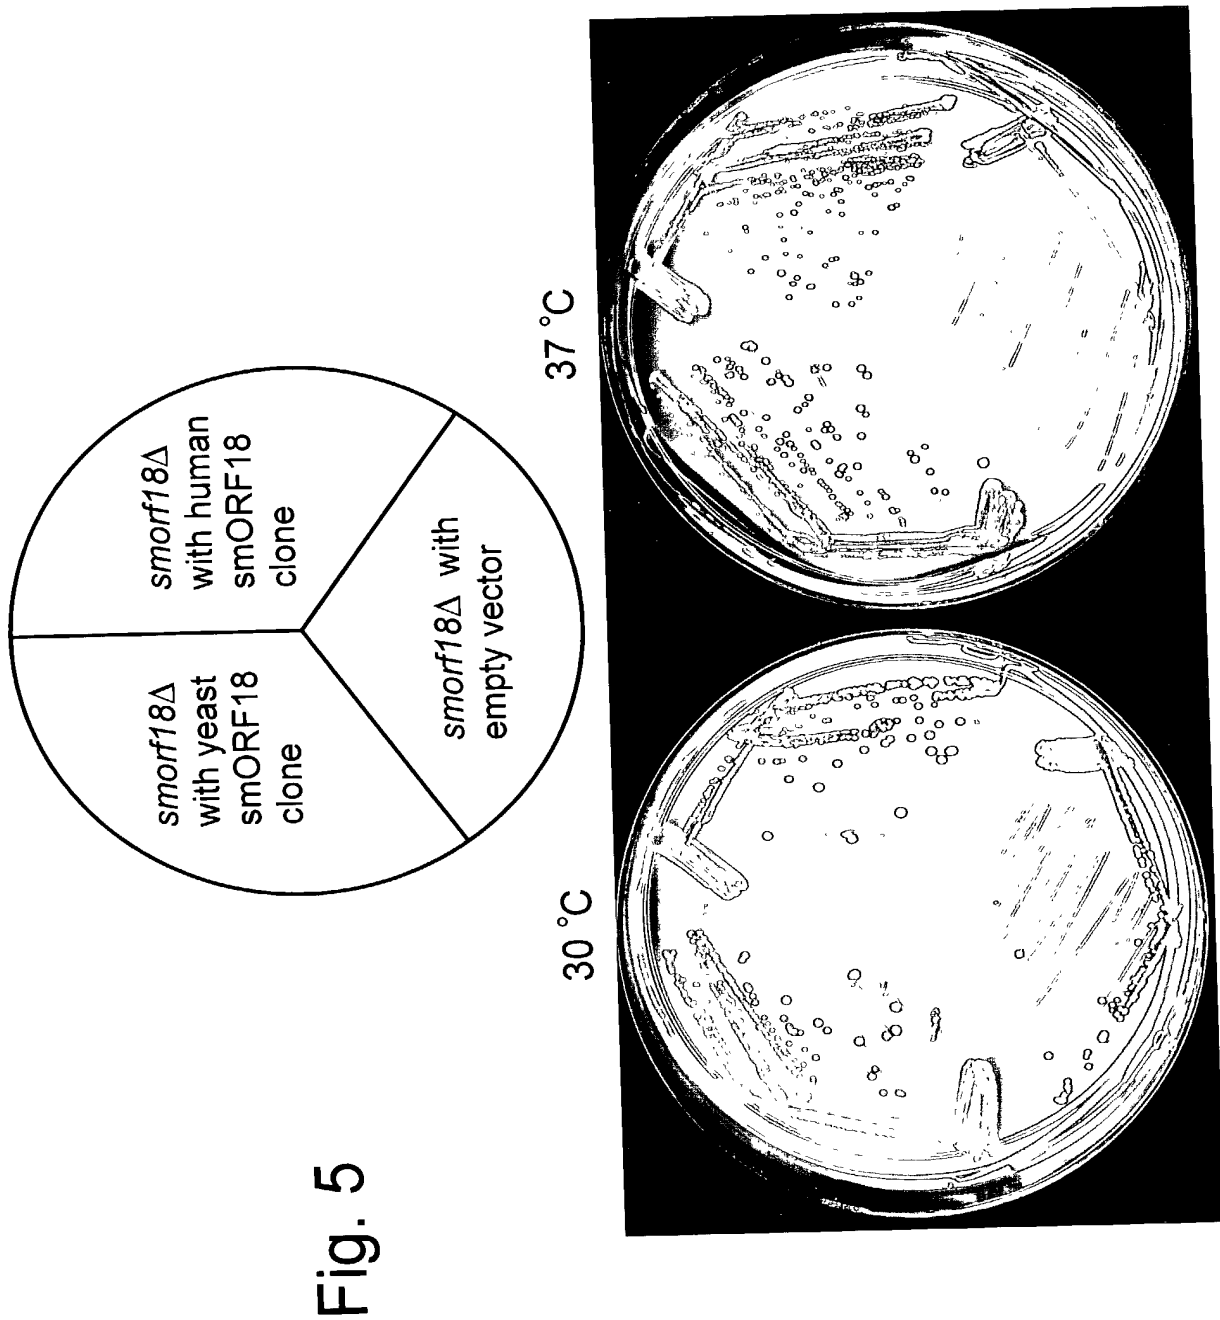 Fig. 5
smorf18Δ
with yeast
smORF18
clone
smorf18Δ
with human
smORF18
clone
smorf18Δ with
empty vector
30 °C
37 °C